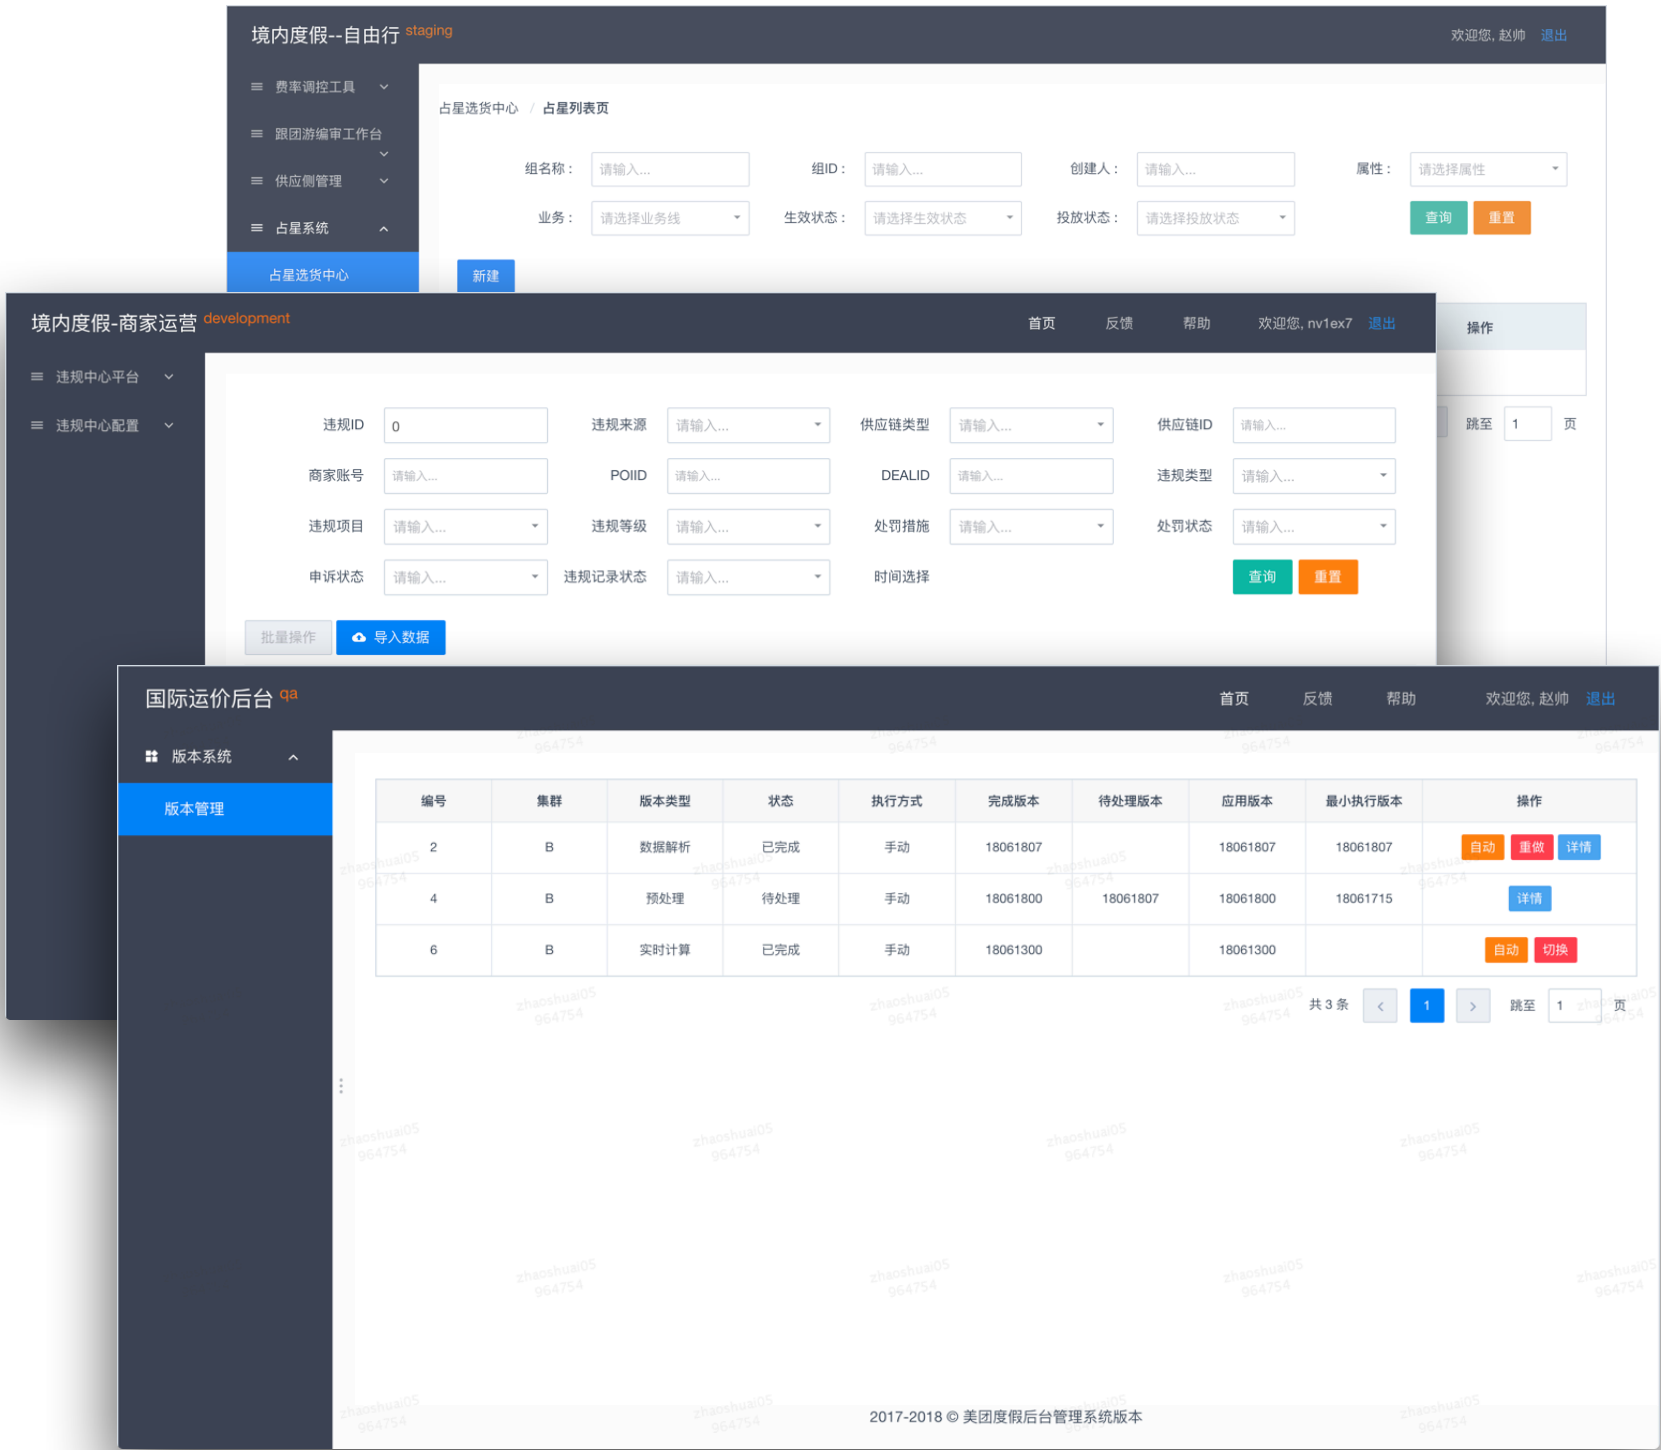 境内度假--自由行 staging
欢迎您, 赵帅 退出
费率调控工具
跟团游编审工作台
供应侧管理
占星系统
占星选货中心
占星选货中心 / 占星列表页
组名称： 请输入... 组ID： 请输入... 创建人： 请输入... 属性： 请选择属性
业务： 请选择业务线 生效状态： 请选择生效状态 投放状态： 请选择投放状态 查询 重置
新建
操作
跳至 1 页
境内度假-商家运营 development
首页 反馈 帮助 欢迎您, nv1ex7 退出
违规中心平台
违规中心配置
违规ID 0 违规来源 请输入... 供应链类型 请输入... 供应链ID 请输入...
商家账号 请输入... POIID 请输入... DEALID 请输入... 违规类型 请输入...
违规项目 请输入... 违规等级 请输入... 处罚措施 请输入... 处罚状态 请输入...
申诉状态 请输入... 违规记录状态 请输入... 时间选择 查询 重置
批量操作 导入数据
国际运价后台 qa
首页 反馈 帮助 欢迎您, 赵帅 退出
版本系统
版本管理
编号 集群 版本类型 状态 执行方式 完成版本 待处理版本 应用版本 最小执行版本 操作
2 B 数据解析 已完成 手动 18061807 18061807 18061807 自动 重做 详情
4 B 预处理 待处理 手动 18061800 18061807 18061800 18061715 详情
6 B 实时计算 已完成 手动 18061300 18061300 自动 切换
共 3 条 < 1 > 跳至 1 页
zhaoshuai05
964754
2017-2018 © 美团度假后台管理系统版本